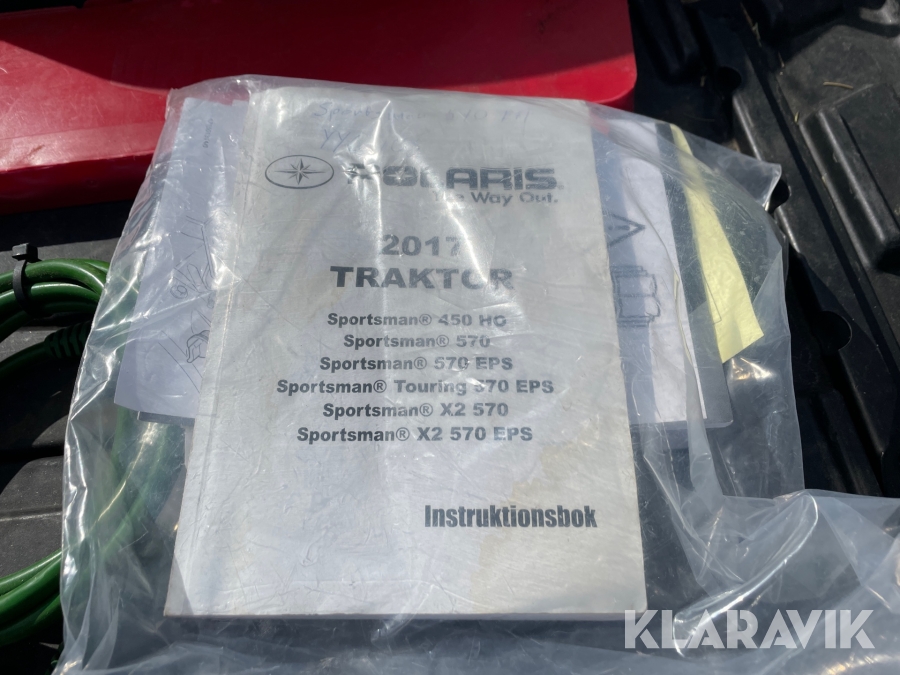 POLARIS®
The Way Out.
2017
TRAKTOR
Sportsman® 450 HO
Sportsman® 570
Sportsman® 570 EPS
Sportsman® Touring 570 EPS
Sportsman® X2 570
Sportsman® X2 570 EPS
Instruktionsbok
KLARAVIK